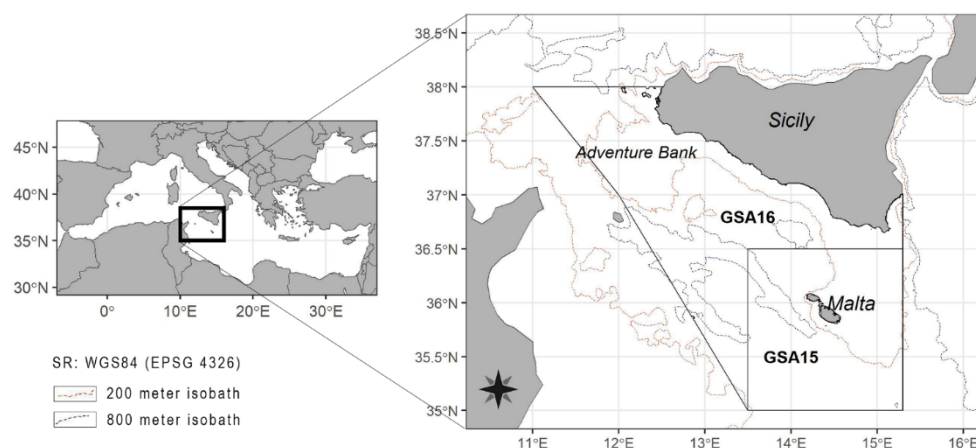 45°N
40°N
35°N
30°N
0°
10°E
20°E
30°E
SR: WGS84 (EPSG 4326)
200 meter isobath
800 meter isobath
38.5°N
38°N
37.5°N
37°N
36.5°N
36°N
35.5°N
35°N
11°E
12°E
13°E
14°E
15°E
16°E
Sicily
Adventure Bank
GSA16
Malta
GSA15